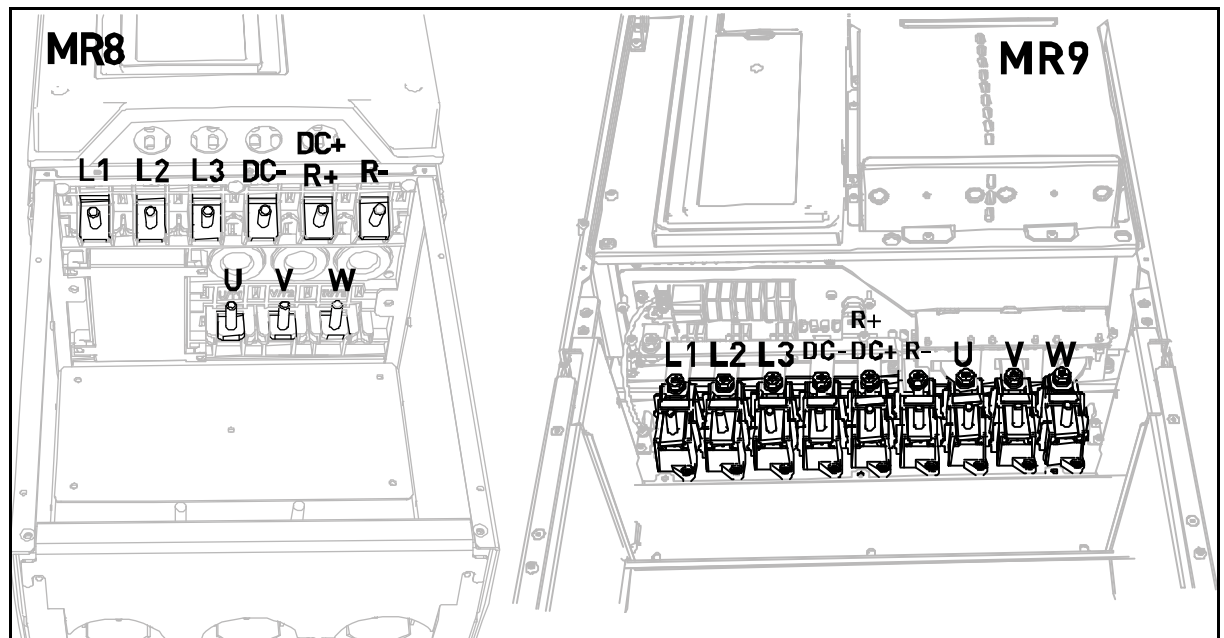 MR8
DC+
L1 L2 L3 DC- R+ R-
U V W
MR9
R+
L1 L2 L3 DC- DC+ R- U V W